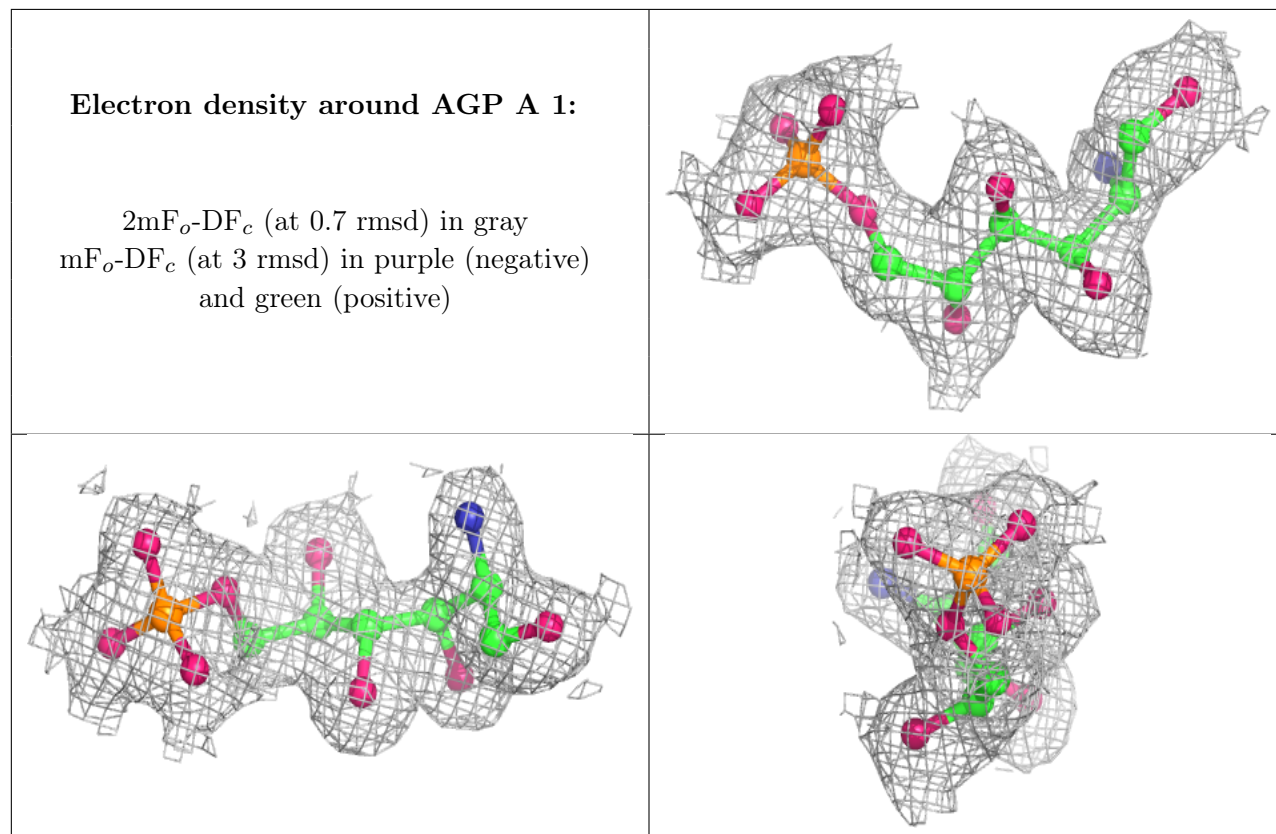 Electron density around AGP A 1:
2mFo-DFc (at 0.7 rmsd) in gray
mFo-DFc (at 3 rmsd) in purple (negative)
and green (positive)